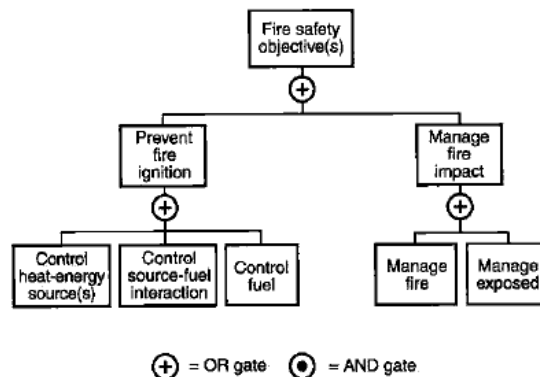 Fire safety
objective(s)
Prevent
fire
ignition
Manage
fire
impact
Control
heat-energy
source(s)
Control
source-fuel
interaction
Control
fuel
Manage
fire
Manage
exposed
= OR gate
= AND gate